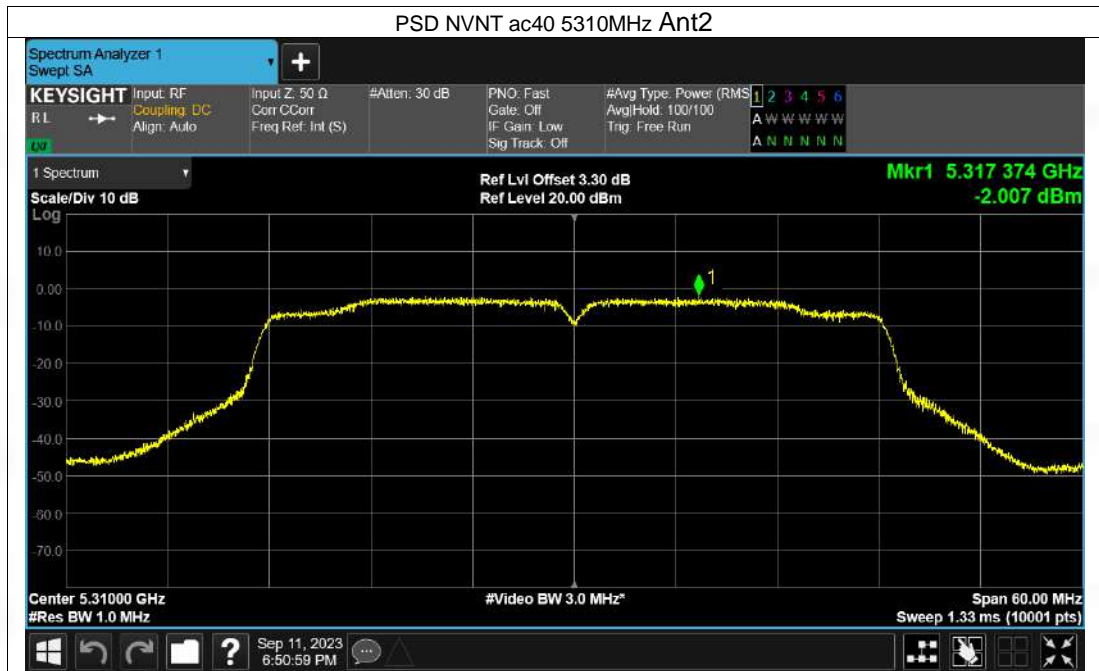 PSD NVNT ac40 5310MHz Ant2
Spectrum Analyzer 1
Swept SA
+
KEYSIGHT
RL
LXI
Input: RF
Coupling: DC
Align: Auto
Input Z: 50 Ω
Corr CCorr
Freq Ref: Int (S)
#Atten: 30 dB
PNO: Fast
Gate: Off
IF Gain: Low
Sig Track: Off
#Avg Type: Power (RMS
Avg|Hold: 100/100
Trig: Free Run
1 2 3 4 5 6
A W W W W W
A N N N N N
1 Spectrum
Scale/Div 10 dB
Log
Ref Lvl Offset 3.30 dB
Ref Level 20.00 dBm
Mkr1 5.317 374 GHz
-2.007 dBm
10.0
0.00
-10.0
-20.0
-30.0
-40.0
-50.0
-60.0
-70.0
1
Center 5.31000 GHz
#Res BW 1.0 MHz
#Video BW 3.0 MHz*
Span 60.00 MHz
Sweep 1.33 ms (10001 pts)
?
Sep 11, 2023
6:50:59 PM